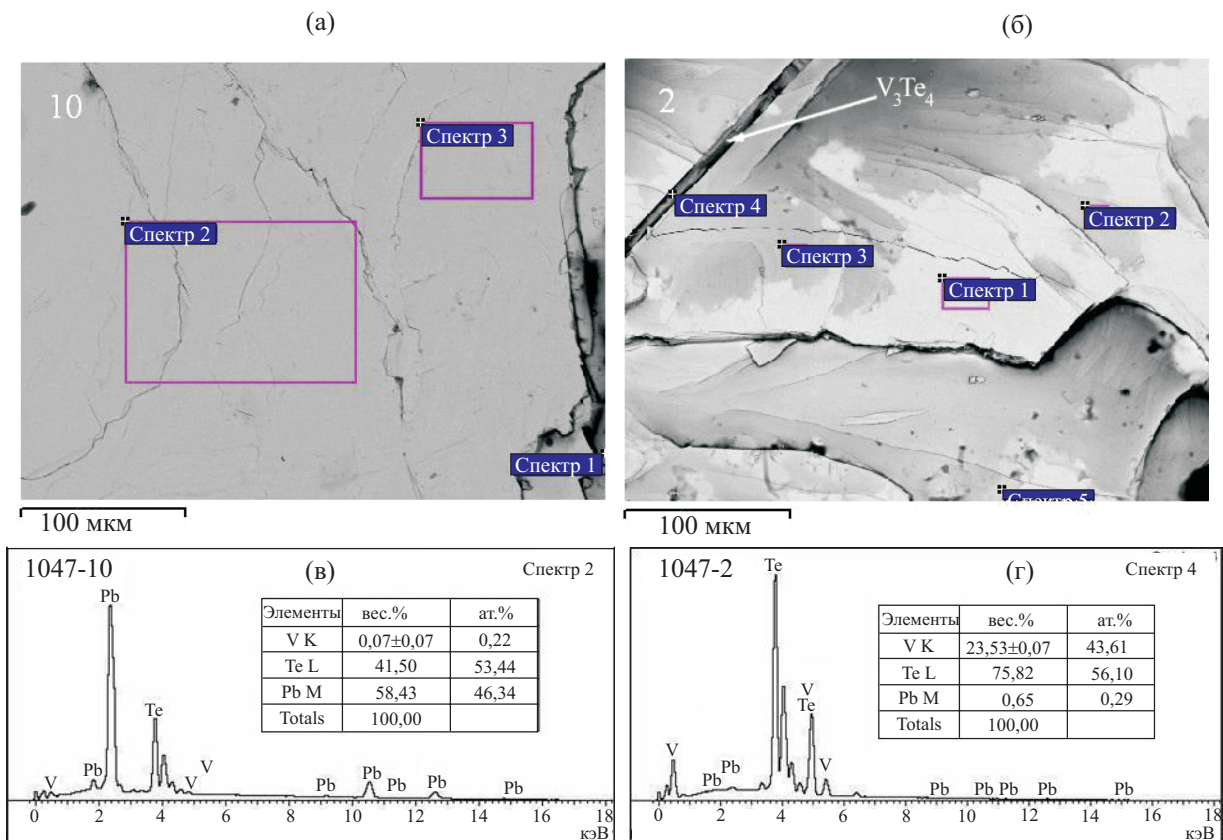 (а)
(б)
10
Спектр 3
Спектр 2
Спектр 1
100 мкм
2
V₃Te₄
Спектр 4
Спектр 2
Спектр 3
Спектр 1
Спектр 5
100 мкм
1047-10
(в)
Спектр 2
Pb
Te
V
Pb
V
V
Pb
Pb
Pb
Pb
Pb
Элементы вес.% ат.%
V K 0,07±0,07 0,22
Te L 41,50 53,44
Pb M 58,43 46,34
Totals 100,00
0 2 4 6 8 10 12 14 16 18
кэВ
1047-2
(г)
Спектр 4
Te
V
Te
V
Pb
Pb
V
Pb
Pb
Pb
Pb
Pb
Элементы вес.% ат.%
V K 23,53±0,07 43,61
Te L 75,82 56,10
Pb M 0,65 0,29
Totals 100,00
0 2 4 6 8 10 12 14 16 18
кэВ